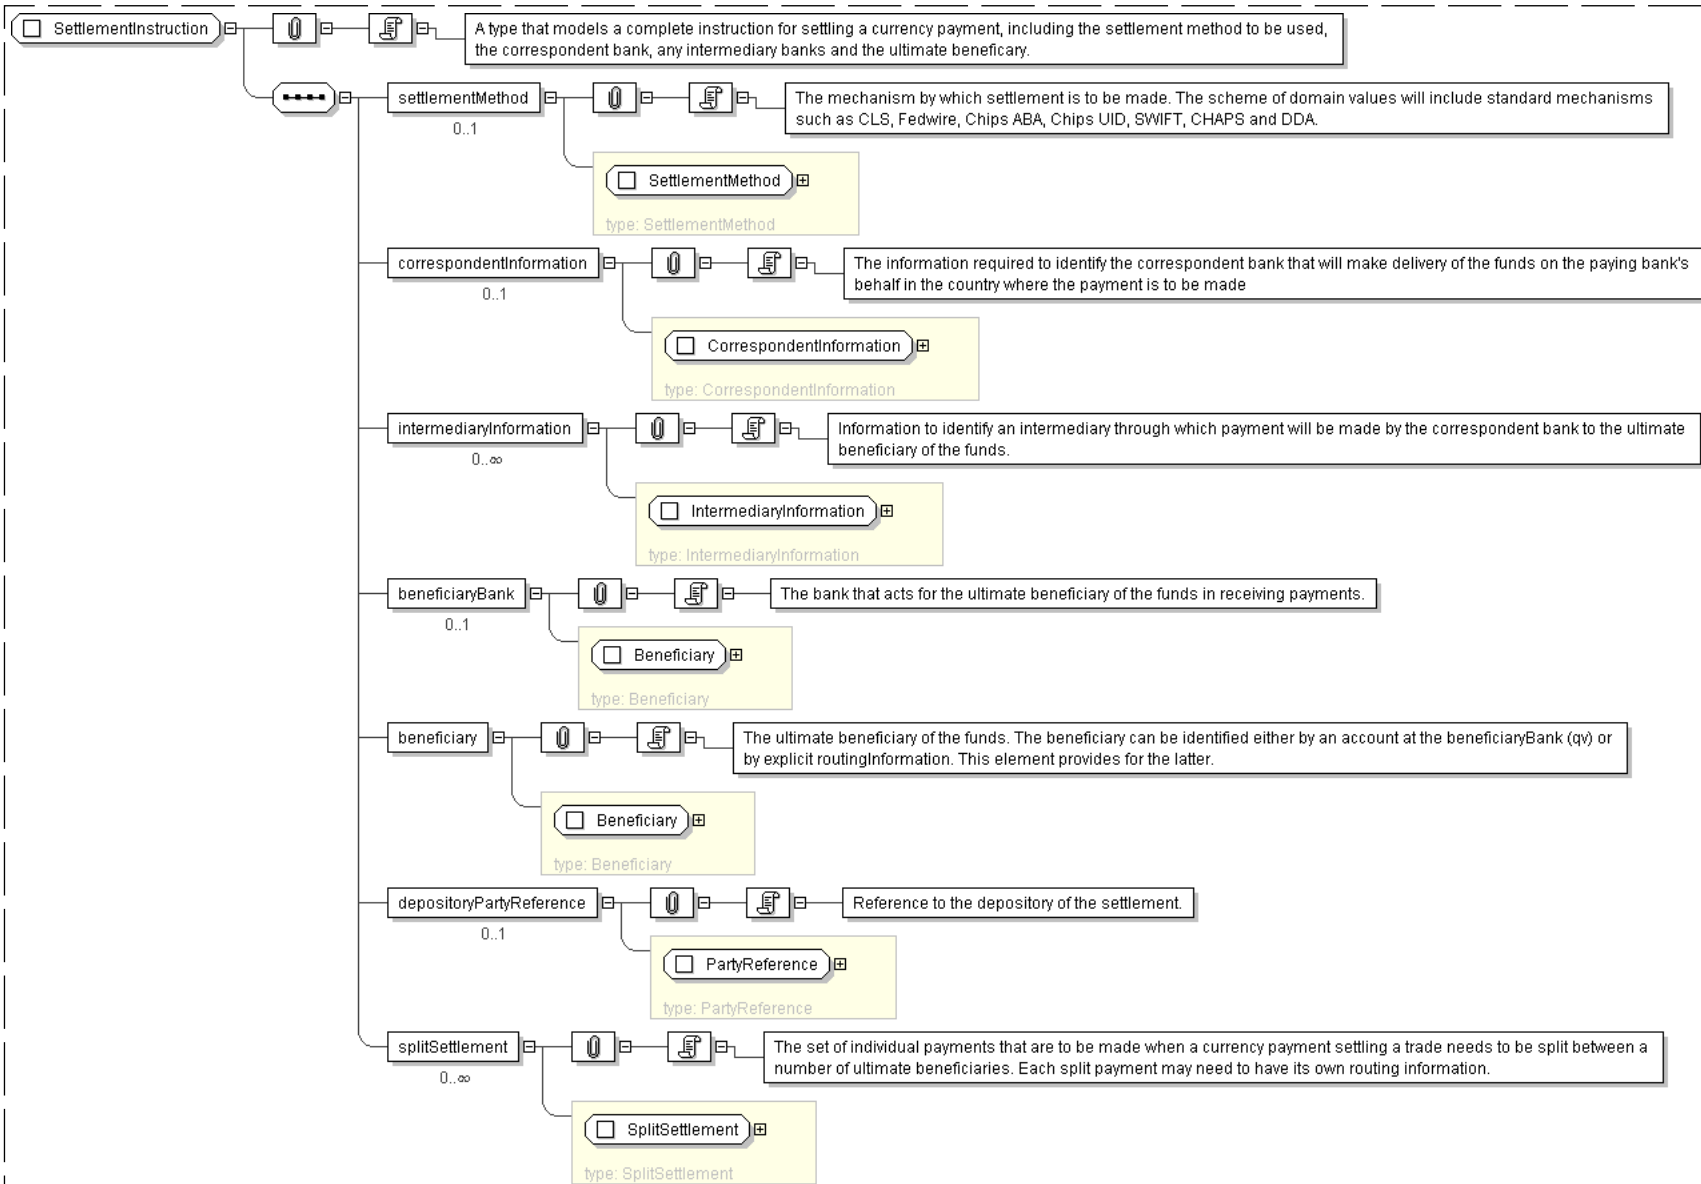 SettlementInstruction
A type that models a complete instruction for settling a currency payment, including the settlement method to be used,
the correspondent bank, any intermediary banks and the ultimate beneficary.
settlementMethod
0..1
The mechanism by which settlement is to be made. The scheme of domain values will include standard mechanisms
such as CLS, Fedwire, Chips ABA, Chips UID, SWIFT, CHAPS and DDA.
SettlementMethod
type: SettlementMethod
correspondentInformation
0..1
The information required to identify the correspondent bank that will make delivery of the funds on the paying bank's
behalf in the country where the payment is to be made
CorrespondentInformation
type: CorrespondentInformation
intermediaryInformation
0..∞
Information to identify an intermediary through which payment will be made by the correspondent bank to the ultimate
beneficiary of the funds.
IntermediaryInformation
type: IntermediaryInformation
beneficiaryBank
0..1
The bank that acts for the ultimate beneficiary of the funds in receiving payments.
Beneficiary
type: Beneficiary
beneficiary
The ultimate beneficiary of the funds. The beneficiary can be identified either by an account at the beneficiaryBank (qv) or
by explicit routingInformation. This element provides for the latter.
Beneficiary
type: Beneficiary
depositoryPartyReference
0..1
Reference to the depository of the settlement.
PartyReference
type: PartyReference
splitSettlement
0..∞
The set of individual payments that are to be made when a currency payment settling a trade needs to be split between a
number of ultimate beneficiaries. Each split payment may need to have its own routing information.
SplitSettlement
type: SplitSettlement